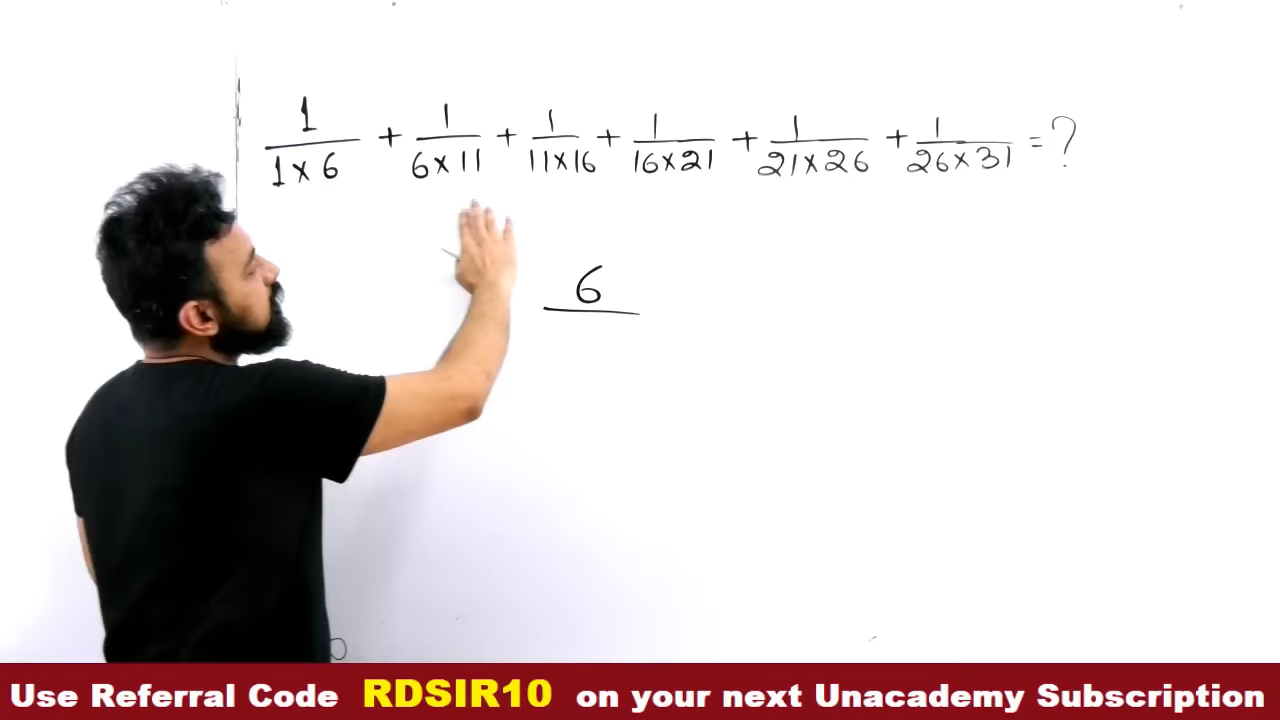 1/(1×6) + 1/(6×11) + 1/(11×16) + 1/(16×21) + 1/(21×26) + 1/(26×31) = ?
6
Use Referral Code RDSIR10 on your next Unacademy Subscription